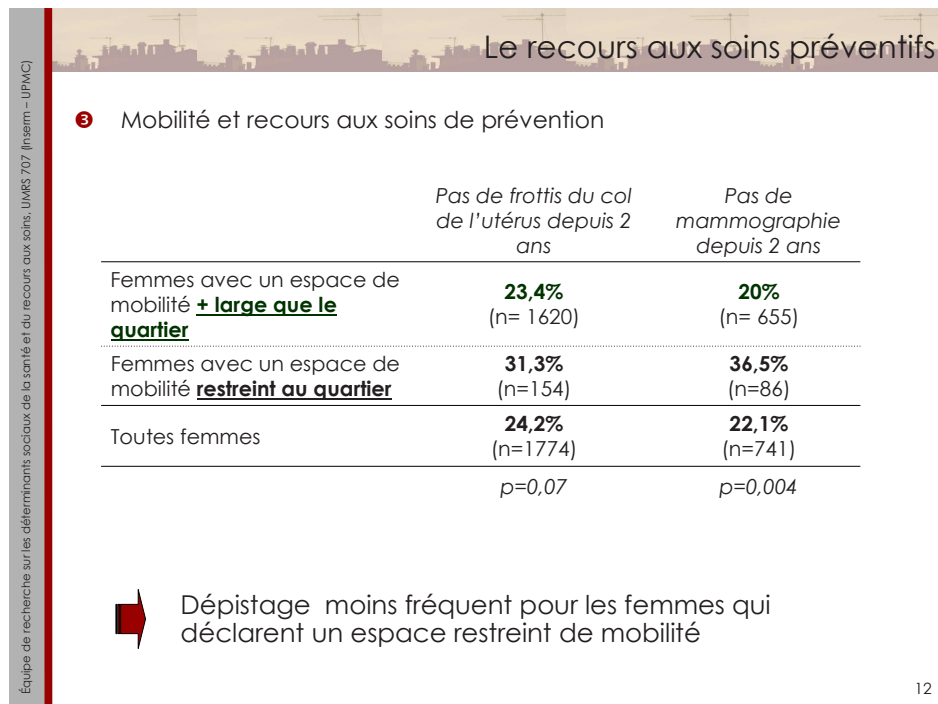 Le recours aux soins préventifs
Équipe de recherche sur les déterminants sociaux de la santé et du recours aux soins, UMRS 707 (Inserm – UPMC)
❸ Mobilité et recours aux soins de prévention
Pas de frottis du col
de l'utérus depuis 2
ans
Pas de
mammographie
depuis 2 ans
Femmes avec un espace de
mobilité + large que le
quartier
23,4%
(n= 1620)
20%
(n= 655)
Femmes avec un espace de
mobilité restreint au quartier
31,3%
(n=154)
36,5%
(n=86)
Toutes femmes
24,2%
(n=1774)
22,1%
(n=741)
p=0,07
p=0,004
Dépistage moins fréquent pour les femmes qui
déclarent un espace restreint de mobilité
12